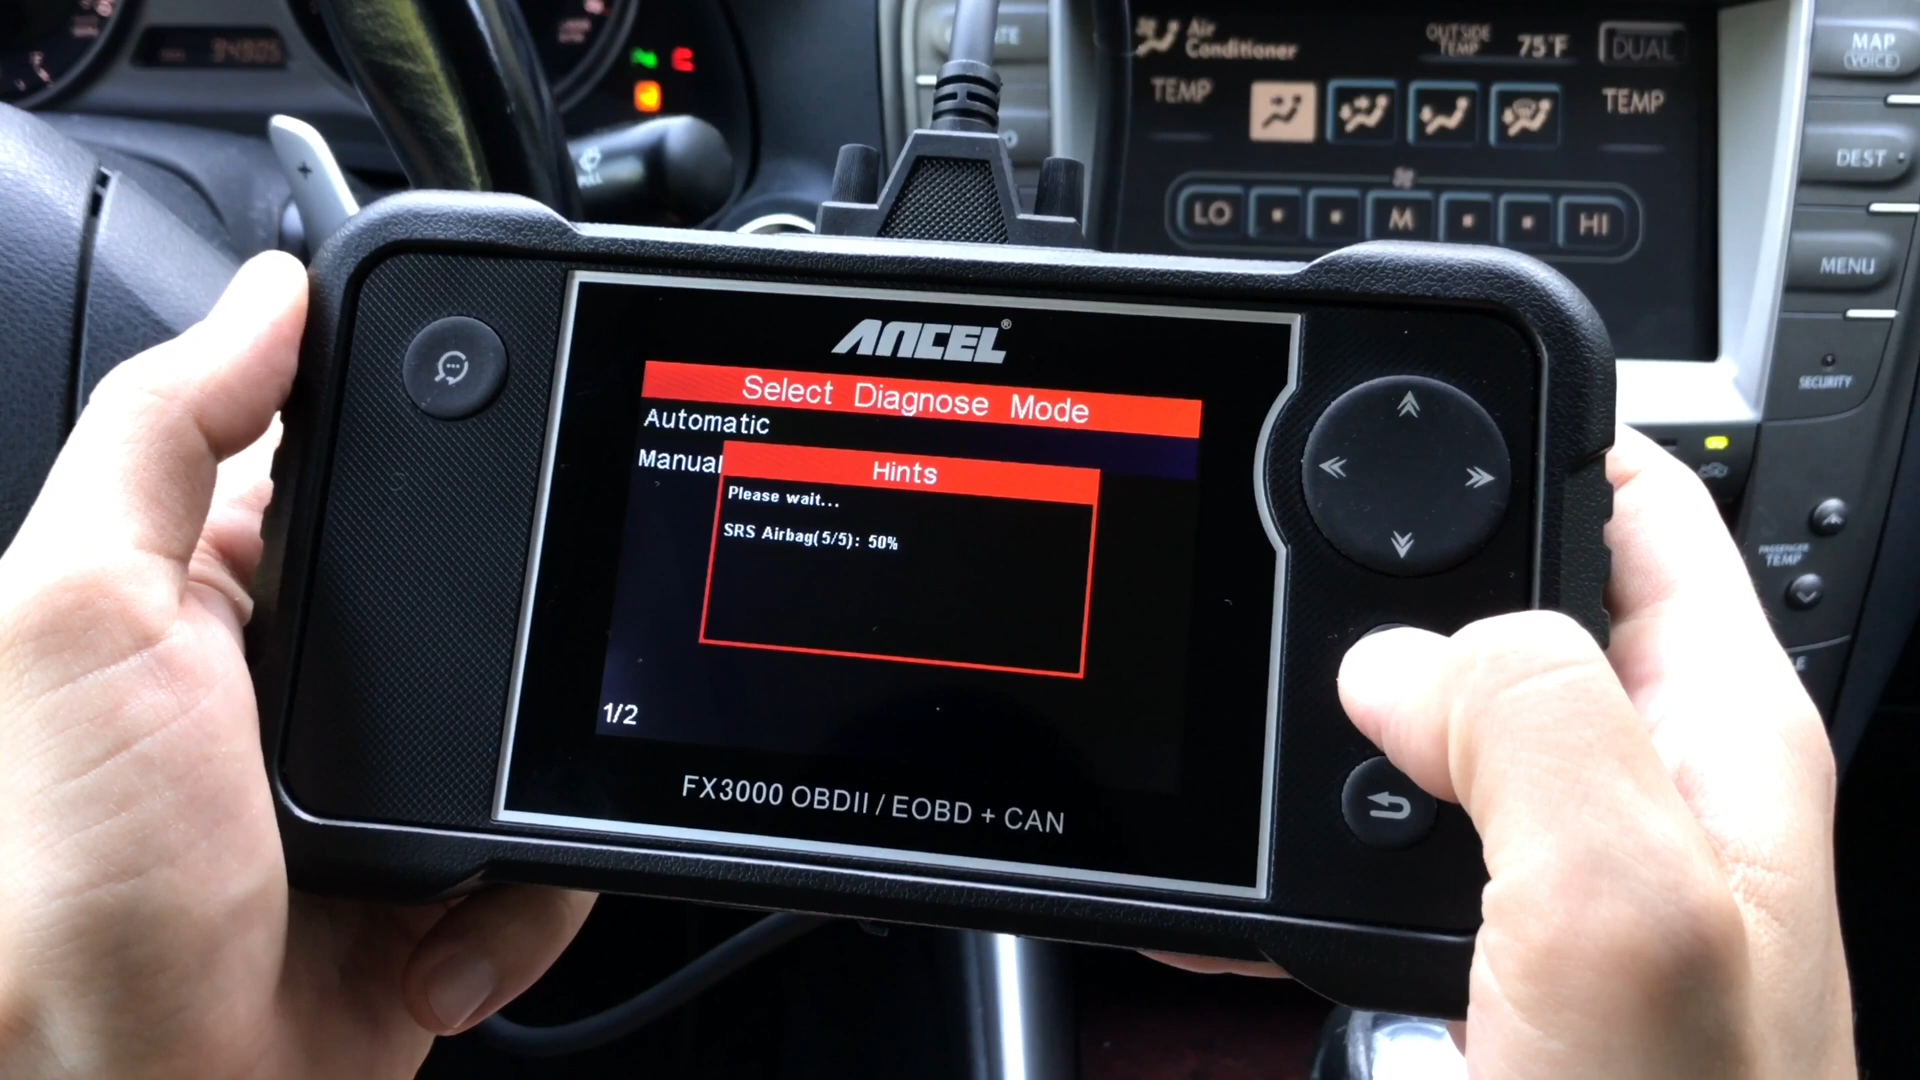 Air
Conditioner
OUTSIDE
TEMP
75°F
DUAL
MAP
VOICE
TEMP
TEMP
DEST
LO
M
HI
MENU
SECURITY
ANCEL®
Select Diagnose Mode
Automatic
Manual
Hints
Please wait...
SRS Airbag(5/5): 50%
1/2
FX3000 OBDII / EOBD + CAN
PASSENGER
TEMP